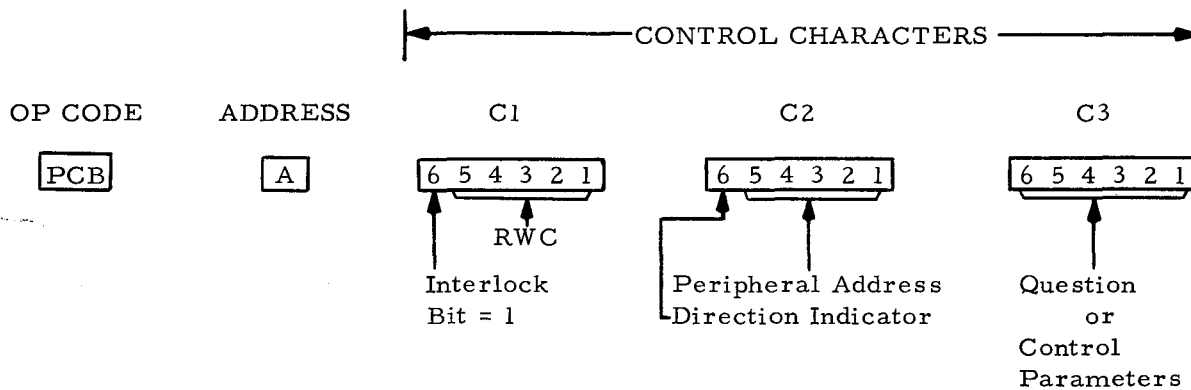 CONTROL CHARACTERS
OP CODE ADDRESS C1 C2 C3
PCB A 6 5 4 3 2 1 6 5 4 3 2 1 6 5 4 3 2 1
RWC
Interlock Peripheral Address Question
Bit = 1 Direction Indicator or
Control
Parameters